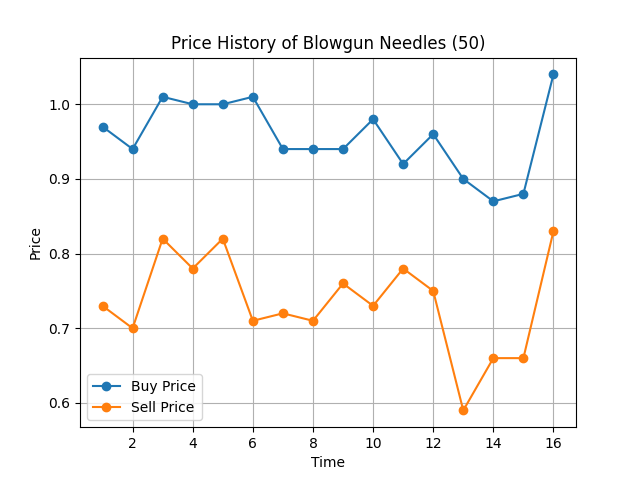 Price History of Blowgun Needles (50)
Price
1.0
0.9
0.8
0.7
0.6
Buy Price
Sell Price
2 4 6 8 10 12 14 16
Time